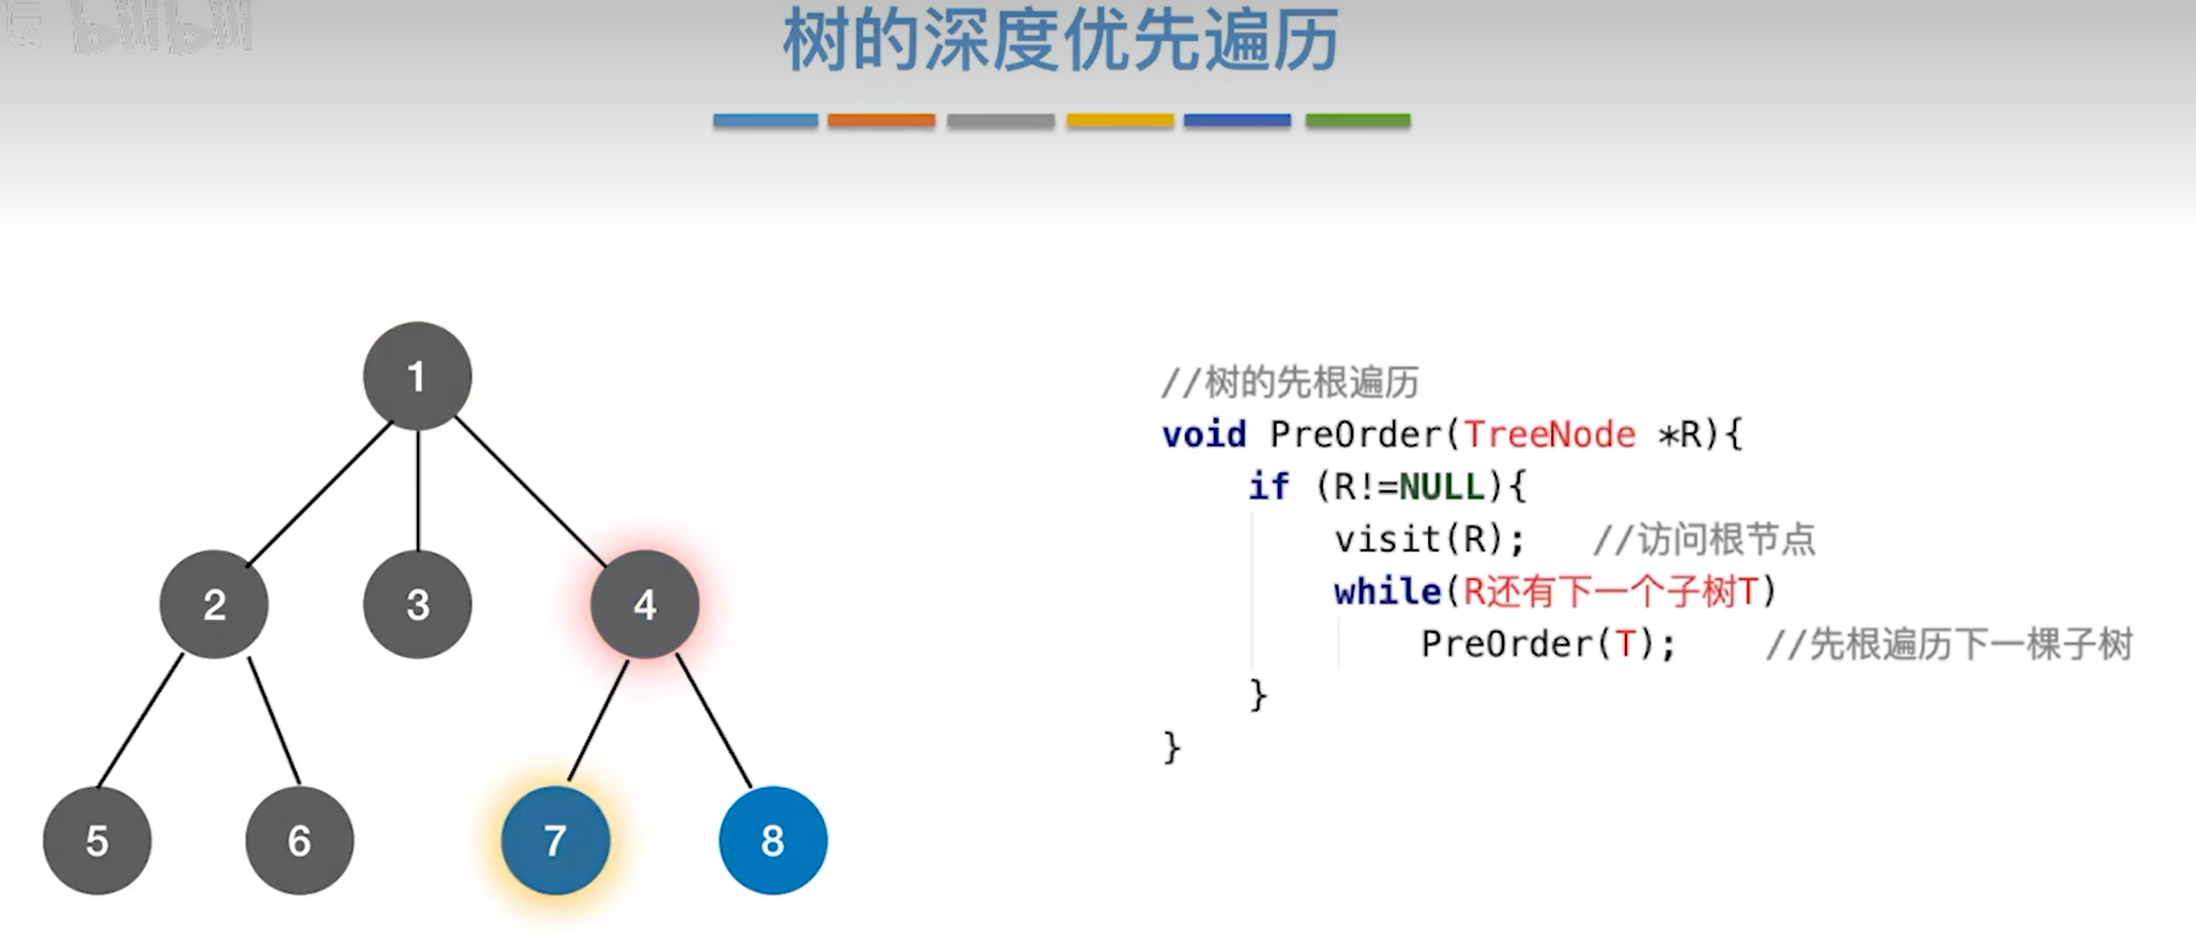 bilibili
树的深度优先遍历
1
2 3 4
5 6 7 8
//树的先根遍历
void PreOrder(TreeNode *R){
if (R!=NULL){
visit(R); //访问根节点
while(R还有下一个子树T)
PreOrder(T); //先根遍历下一棵子树
}
}